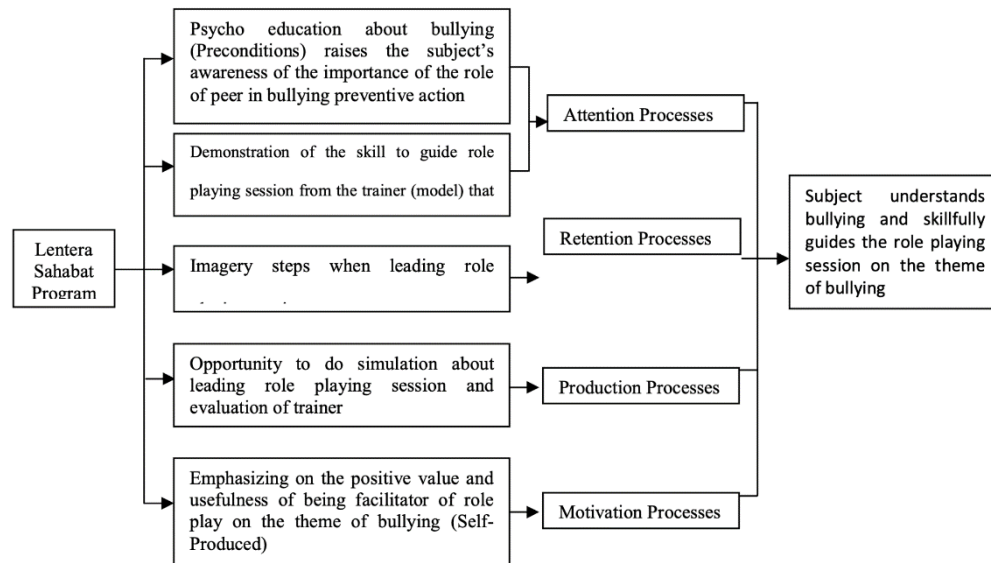 Psycho education about bullying
(Preconditions) raises the subject's
awareness of the importance of the role
of peer in bullying preventive action
Attention Processes
Demonstration of the skill to guide role
playing session from the trainer (model) that
Subject understands
bullying and skillfully
guides the role playing
session on the theme of
bullying
Retention Processes
Lentera
Sahabat
Program
Imagery steps when leading role
Opportunity to do simulation about
leading role playing session and
evaluation of trainer
Production Processes
Emphasizing on the positive value and
usefulness of being facilitator of role
play on the theme of bullying (Self-
Produced)
Motivation Processes